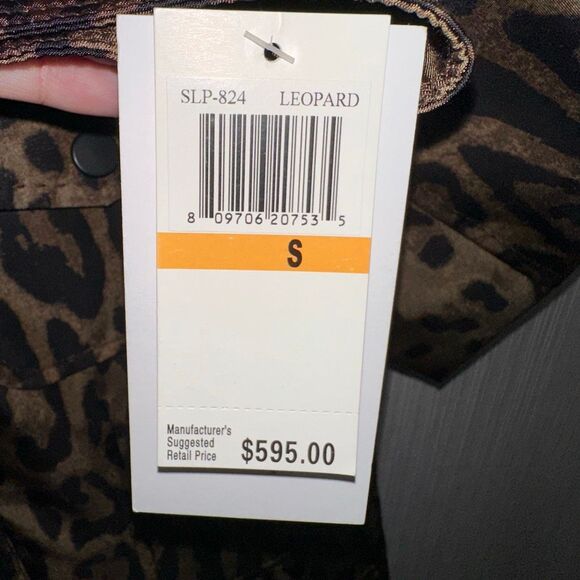 SLP-824 LEOPARD
8 09706 20753 5
S
Manufacturer's
Suggested
Retail Price $595.00